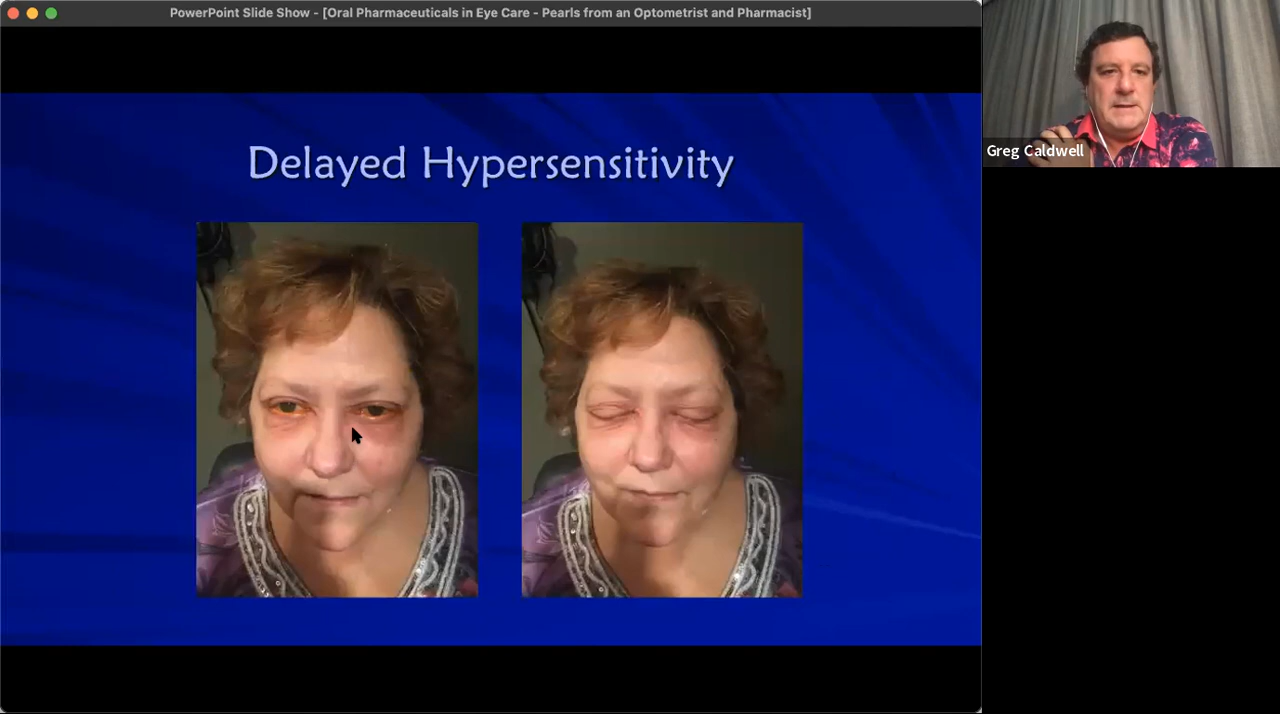 PowerPoint Slide Show - [Oral Pharmaceuticals in Eye Care - Pearls from an Optometrist and Pharmacist]
Delayed Hypersensitivity
Greg Caldwell